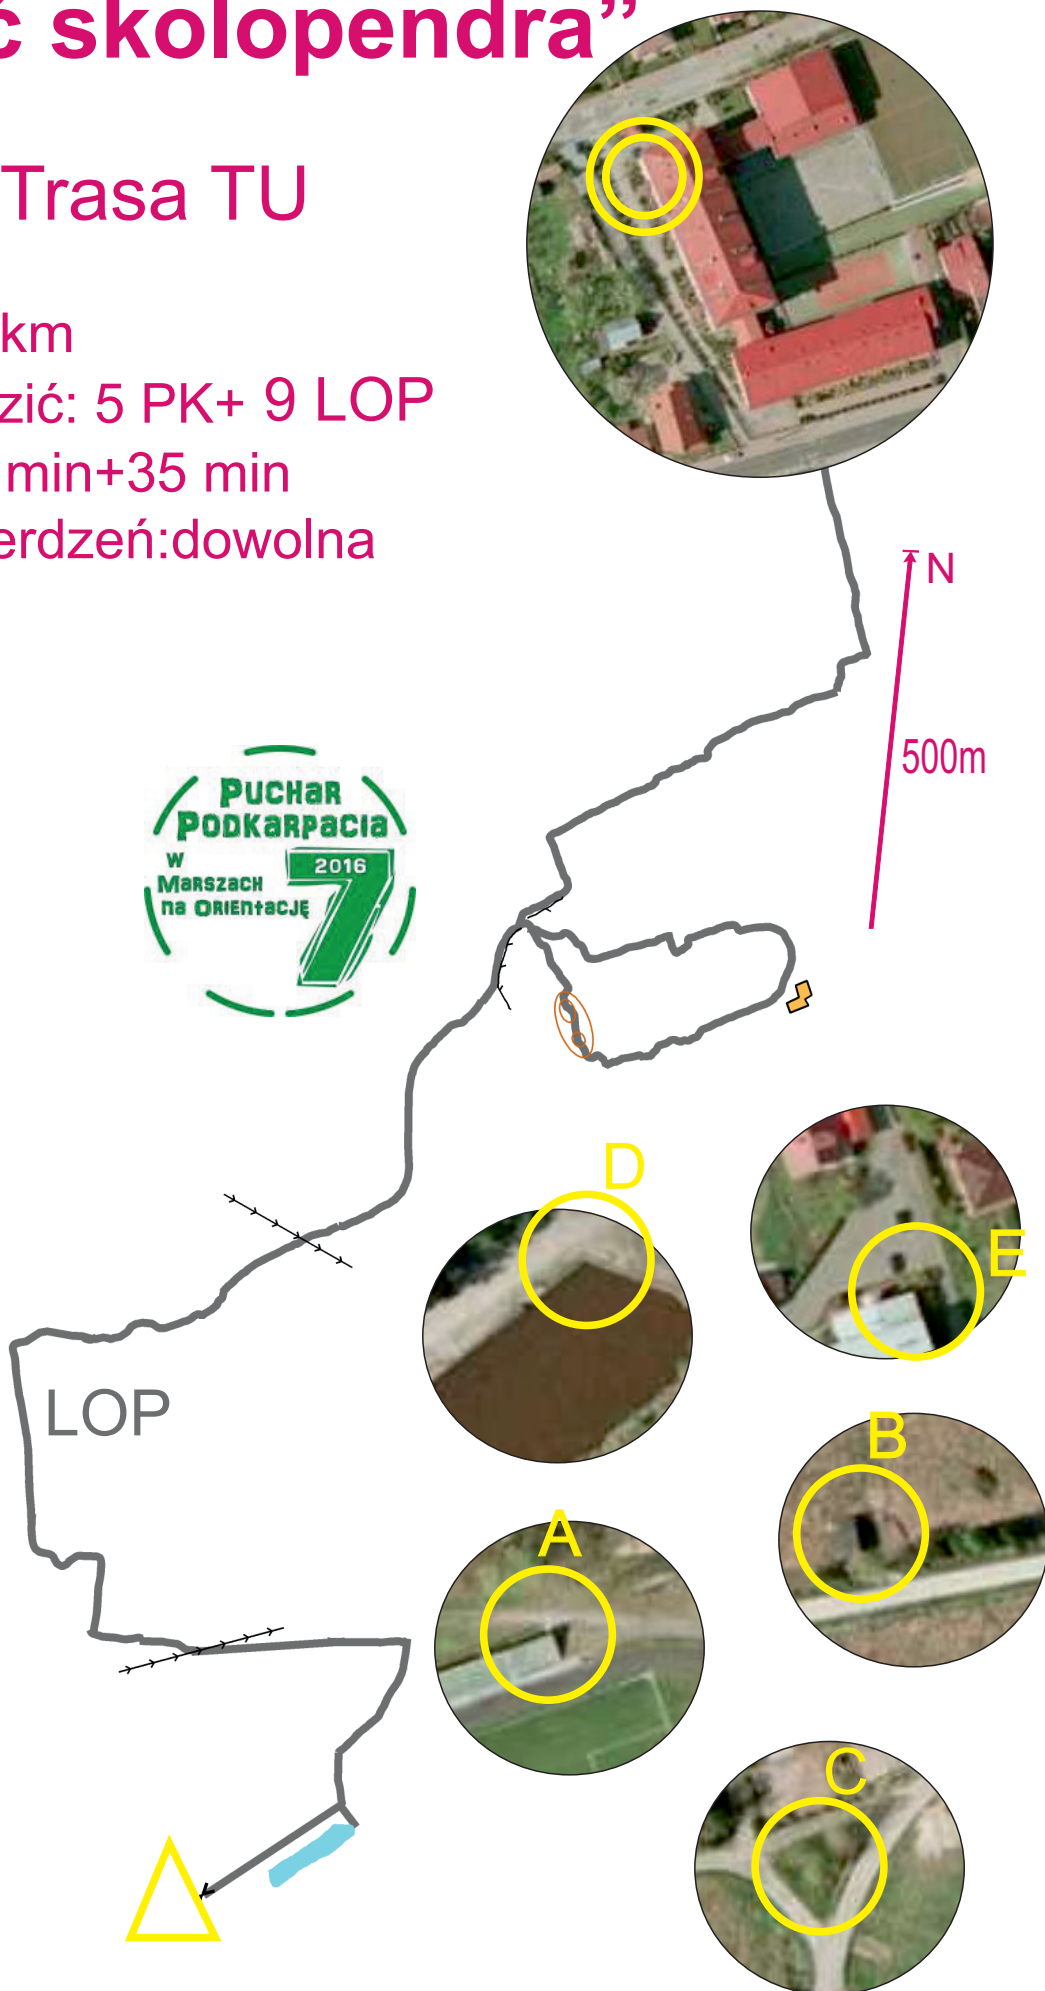 ć skolopendra”
Trasa TU
km
zić: 5 PK+ 9 LOP
min+35 min
erdzeń:dowolna
N
500m
PUCHaR
PODKaRPacIa
W
MaRSZacH
na ORIEntacJĘ
2016
7
D
E
LOP
B
A
C